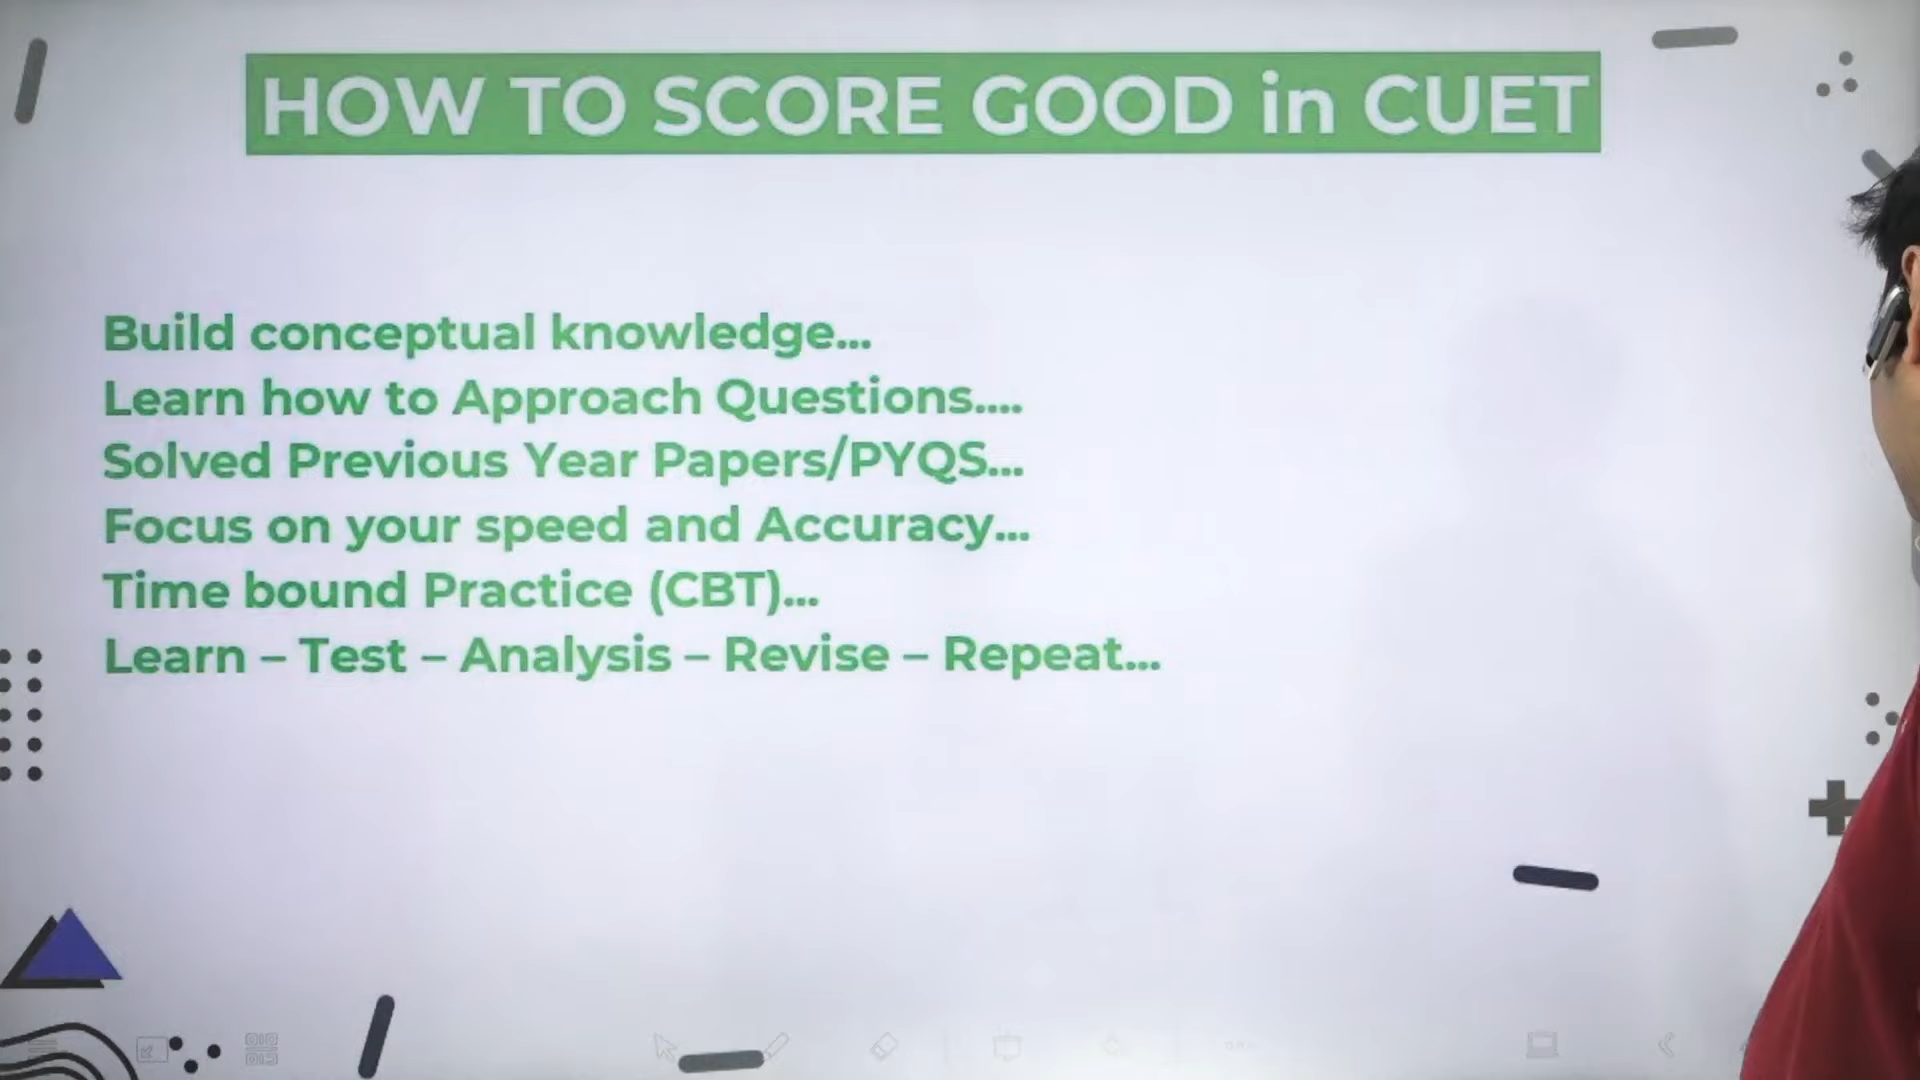 HOW TO SCORE GOOD in CUET
Build conceptual knowledge...
Learn how to Approach Questions....
Solved Previous Year Papers/PYQS...
Focus on your speed and Accuracy...
Time bound Practice (CBT)...
Learn – Test – Analysis – Revise – Repeat...